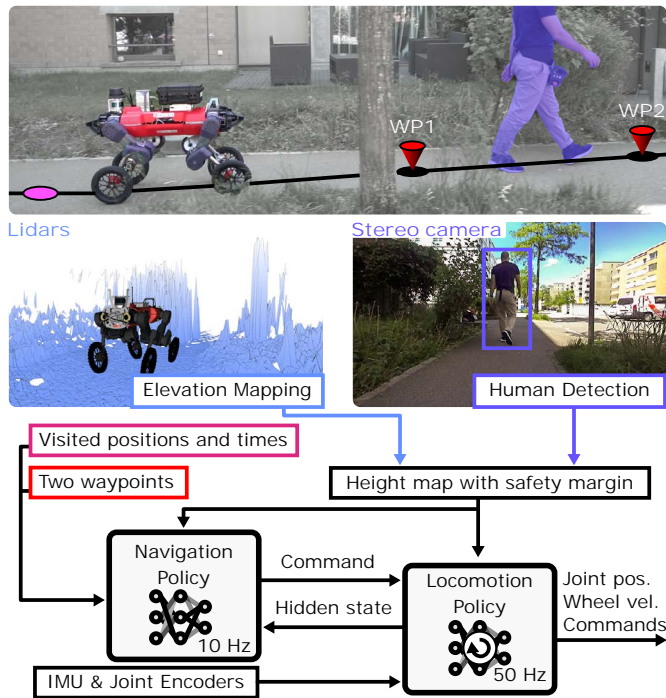 WP1
WP2
Lidars
Stereo camera
Elevation Mapping
Human Detection
Visited positions and times
Two waypoints
Height map with safety margin
Navigation
Policy
10 Hz
Command
Hidden state
Locomotion
Policy
50 Hz
Joint pos.
Wheel vel.
Commands
IMU & Joint Encoders